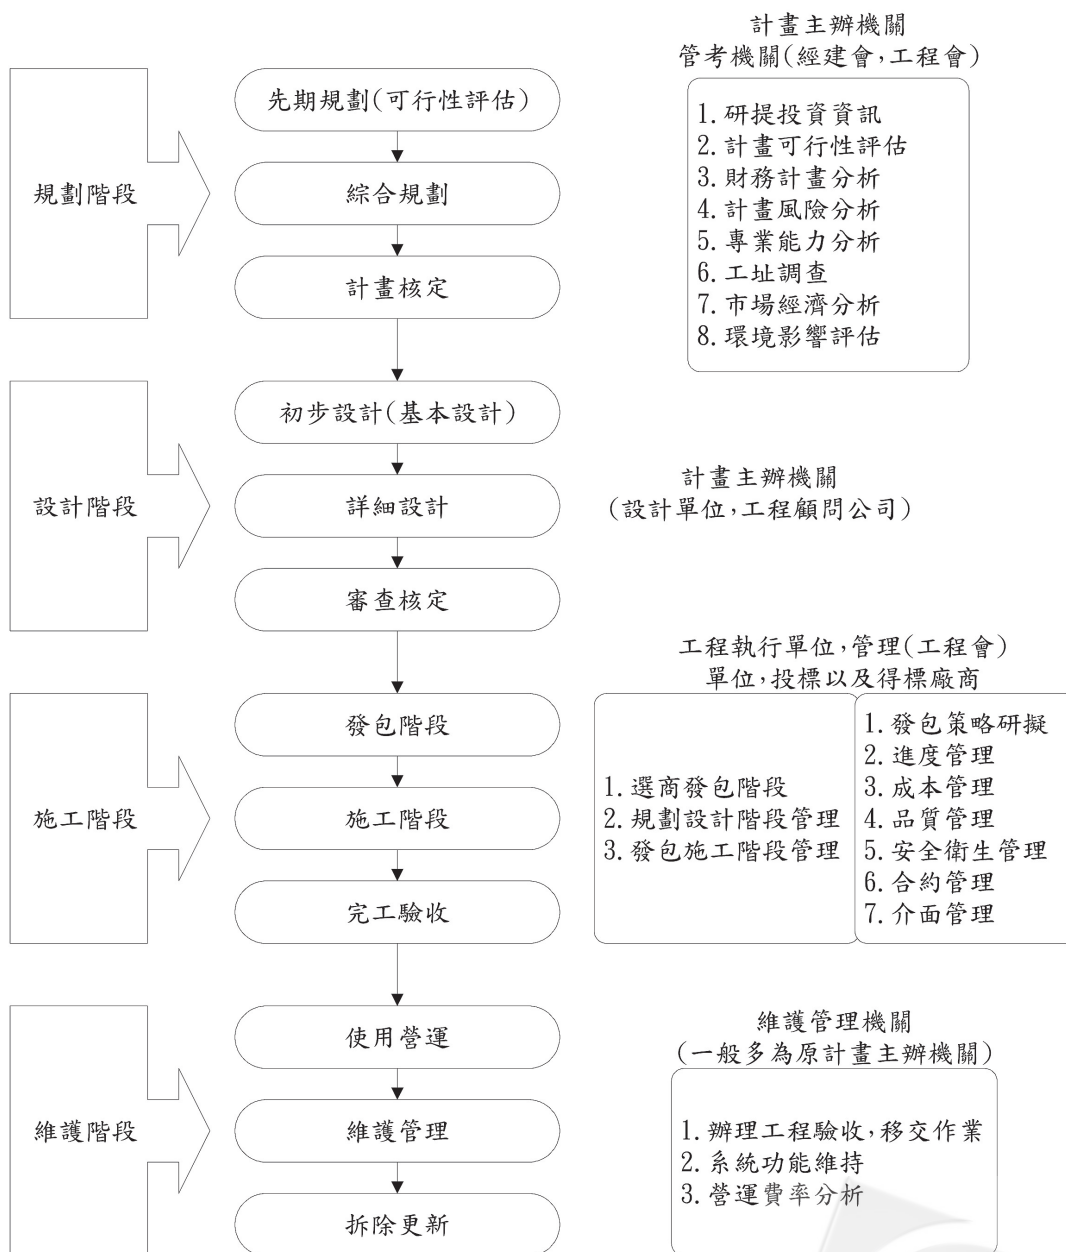 計畫主辦機關
管考機關(經建會,工程會)
規劃階段
先期規劃(可行性評估)
綜合規劃
計畫核定
1.研提投資資訊
2.計畫可行性評估
3.財務計畫分析
4.計畫風險分析
5.專業能力分析
6.工址調查
7.市場經濟分析
8.環境影響評估
設計階段
初步設計(基本設計)
詳細設計
審查核定
計畫主辦機關
(設計單位,工程顧問公司)
施工階段
發包階段
施工階段
完工驗收
工程執行單位,管理(工程會)
單位,投標以及得標廠商
1.選商發包階段
2.規劃設計階段管理
3.發包施工階段管理
1.發包策略研擬
2.進度管理
3.成本管理
4.品質管理
5.安全衛生管理
6.合約管理
7.介面管理
維護階段
使用營運
維護管理
拆除更新
維護管理機關
(一般多為原計畫主辦機關)
1.辦理工程驗收,移交作業
2.系統功能維持
3.營運費率分析